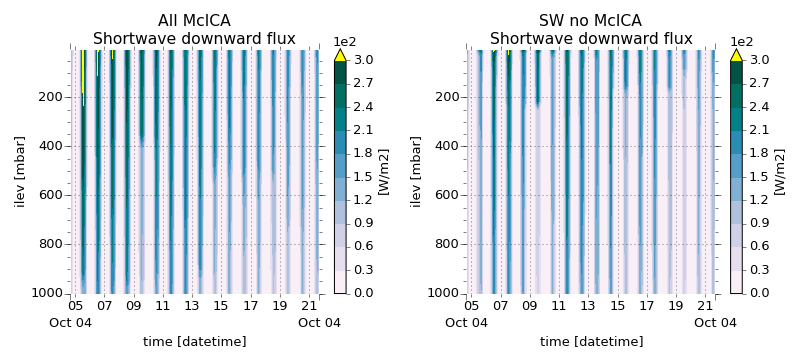 All McICA
Shortwave downward flux
1e2
3.0
2.7
2.4
2.1
1.8
1.5
1.2
0.9
0.6
0.3
0.0
[W/m2]
ilev [mbar]
200
400
600
800
1000
05 07 09 11 13 15 17 19 21
Oct 04 Oct 04
time [datetime]
SW no McICA
Shortwave downward flux
1e2
3.0
2.7
2.4
2.1
1.8
1.5
1.2
0.9
0.6
0.3
0.0
[W/m2]
ilev [mbar]
200
400
600
800
1000
05 07 09 11 13 15 17 19 21
Oct 04 Oct 04
time [datetime]